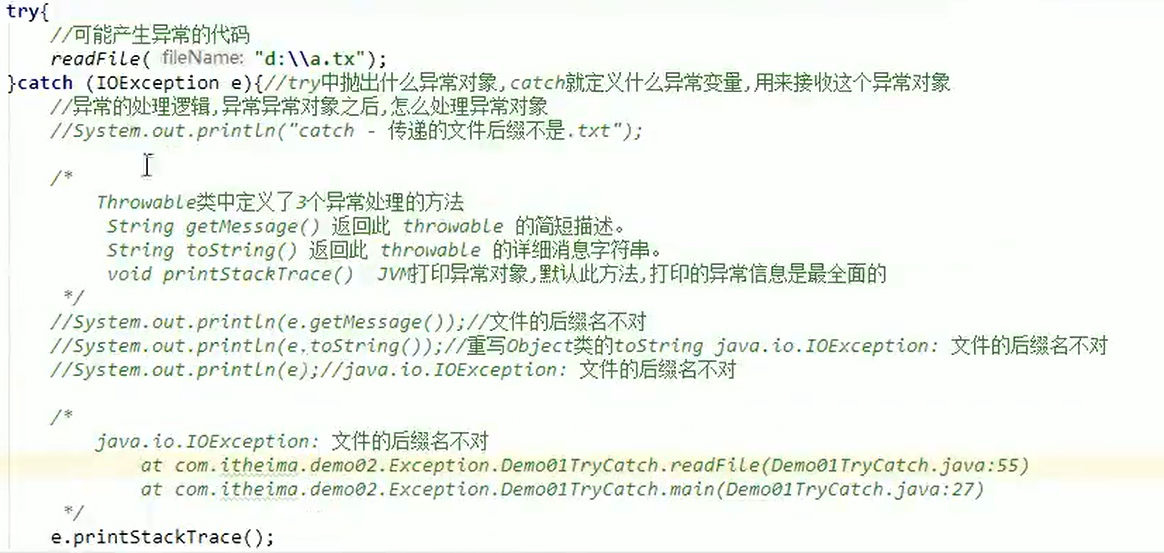 try{
//可能产生异常的代码
readFile( fileName: "d:\\a.tx");
}catch (IOException e){//try中抛出什么异常对象,catch就定义什么异常变量,用来接收这个异常对象
//异常的处理逻辑,异常异常对象之后,怎么处理异常对象
//System.out.println("catch - 传递的文件后缀不是.txt");
/*
Throwable类中定义了3个异常处理的方法
String getMessage() 返回此 throwable 的简短描述。
String toString() 返回此 throwable 的详细消息字符串。
void printStackTrace() JVM打印异常对象,默认此方法,打印的异常信息是最全面的
*/
//System.out.println(e.getMessage());//文件的后缀名不对
//System.out.println(e.toString());//重写Object类的toString java.io.IOException: 文件的后缀名不对
//System.out.println(e);//java.io.IOException: 文件的后缀名不对
/*
java.io.IOException: 文件的后缀名不对
at com.itheima.demo02.Exception.Demo01TryCatch.readFile(Demo01TryCatch.java:55)
at com.itheima.demo02.Exception.Demo01TryCatch.main(Demo01TryCatch.java:27)
*/
e.printStackTrace();